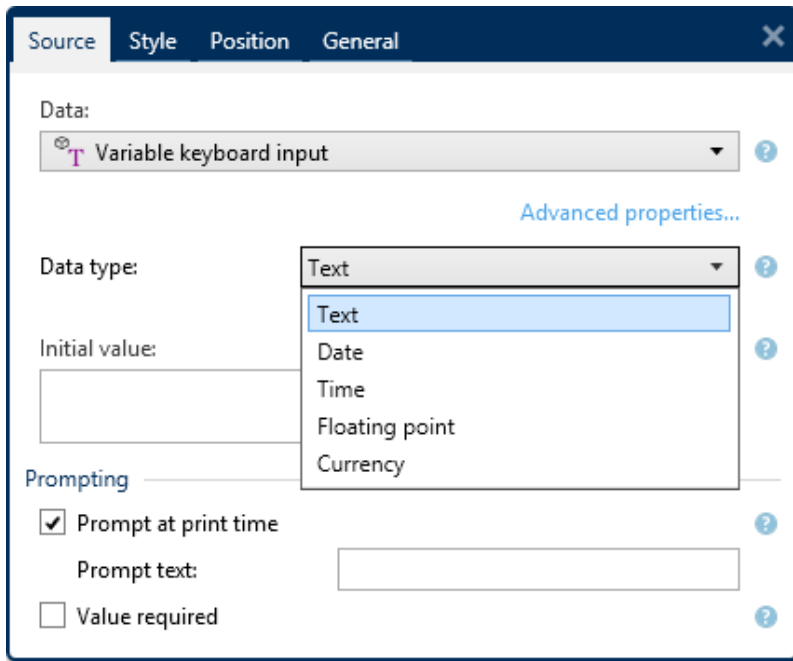 Source Style Position General
Data:
T Variable keyboard input ?
Advanced properties...
Data type: Text ?
Text
Initial value: ?
Date
Time
Floating point
Currency
Prompting
Prompt at print time ?
Prompt text:
Value required ?